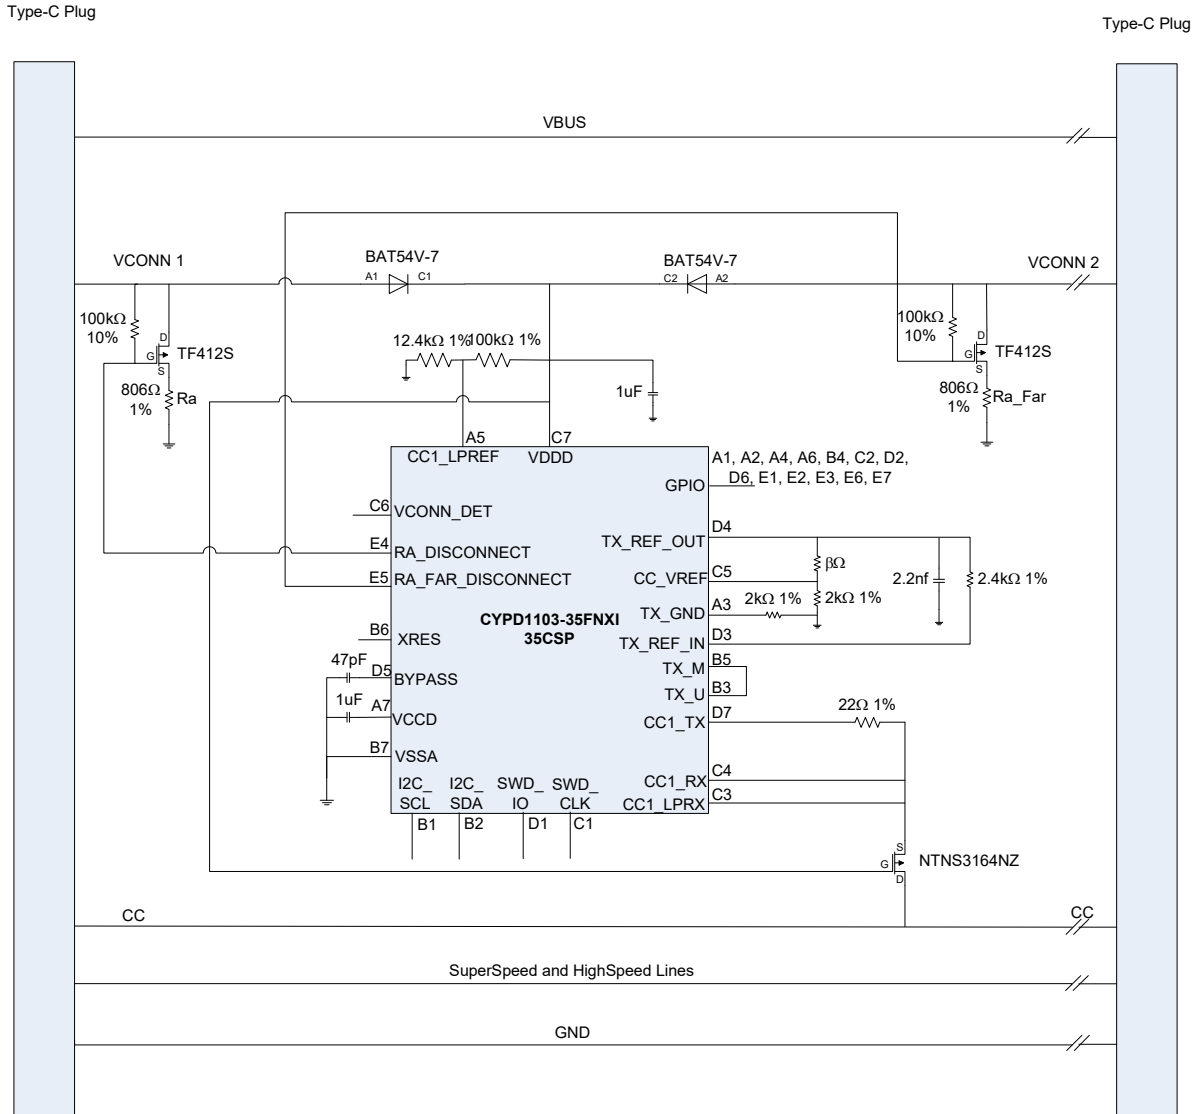 Type-C Plug
Type-C Plug
VBUS
VCONN 1
BAT54V-7
A1
C1
BAT54V-7
C2
A2
VCONN 2
100kΩ
10%
D
G
S
TF412S
806Ω
1%
Ra
12.4kΩ 1%
100kΩ 1%
1uF
100kΩ
10%
D
G
S
TF412S
806Ω
1%
Ra_Far
A5
C7
CC1_LPREF
VDDD
GPIO
A1, A2, A4, A6, B4, C2, D2,
D6, E1, E2, E3, E6, E7
C6
VCONN_DET
E4
RA_DISCONNECT
E5
RA_FAR_DISCONNECT
B6
XRES
47pF
D5
BYPASS
1uF
A7
VCCD
B7
VSSA
CYPD1103-35FNXI
35CSP
TX_REF_OUT
D4
CC_VREF
C5
TX_GND
A3
TX_REF_IN
D3
TX_M
B5
TX_U
B3
CC1_TX
D7
CC1_RX
C4
CC1_LPRX
C3
βΩ
2kΩ 1%
2kΩ 1%
2.2nf
2.4kΩ 1%
22Ω 1%
I2C_
SCL
I2C_
SDA
SWD_
IO
SWD_
CLK
B1
B2
D1
C1
S
G
D
NTNS3164NZ
CC
CC
SuperSpeed and HighSpeed Lines
GND